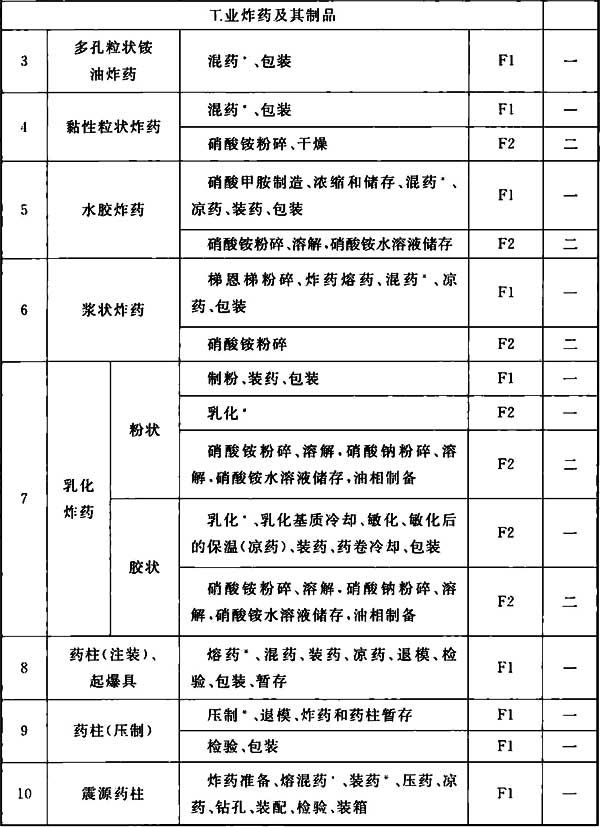 工业炸药及其制品
3
多孔粒状铵
油炸药
混药*、包装
F1
一
4
黏性粒状炸药
混药*、包装
F1
一
硝酸铵粉碎、干燥
F2
二
5
水胶炸药
硝酸甲胺制造、浓缩和储存、混药*、
凉药、装药、包装
F1
一
硝酸铵粉碎、溶解,硝酸铵水溶液储存
F2
二
6
浆状炸药
梯恩梯粉碎、炸药熔药、混药*、凉
药、包装
F1
一
硝酸铵粉碎
F2
二
7
乳化
炸药
粉状
制粉、装药、包装
F1
一
乳化*
F2
一
硝酸铵粉碎、溶解,硝酸钠粉碎、溶
解,硝酸铵水溶液储存,油相制备
F2
二
胶状
乳化*、乳化基质冷却、敏化、敏化后
的保温(凉药)、装药、药卷冷却、包装
F2
一
硝酸铵粉碎、溶解,硝酸钠粉碎、溶
解,硝酸铵水溶液储存,油相制备
F2
二
8
药柱(注装)、
起爆具
熔药*、混药、装药、凉药、退模、检
验、包装、暂存
F1
一
9
药柱(压制)
压制*、退模、炸药和药柱暂存
F1
一
检验、包装
F1
一
10
震源药柱
炸药准备、熔混药*、装药*、压药、凉
药、钻孔、装配、检验、装箱
F1
一